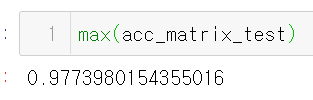 : 1 max(acc_matrix_test)
: 0.9773980154355016